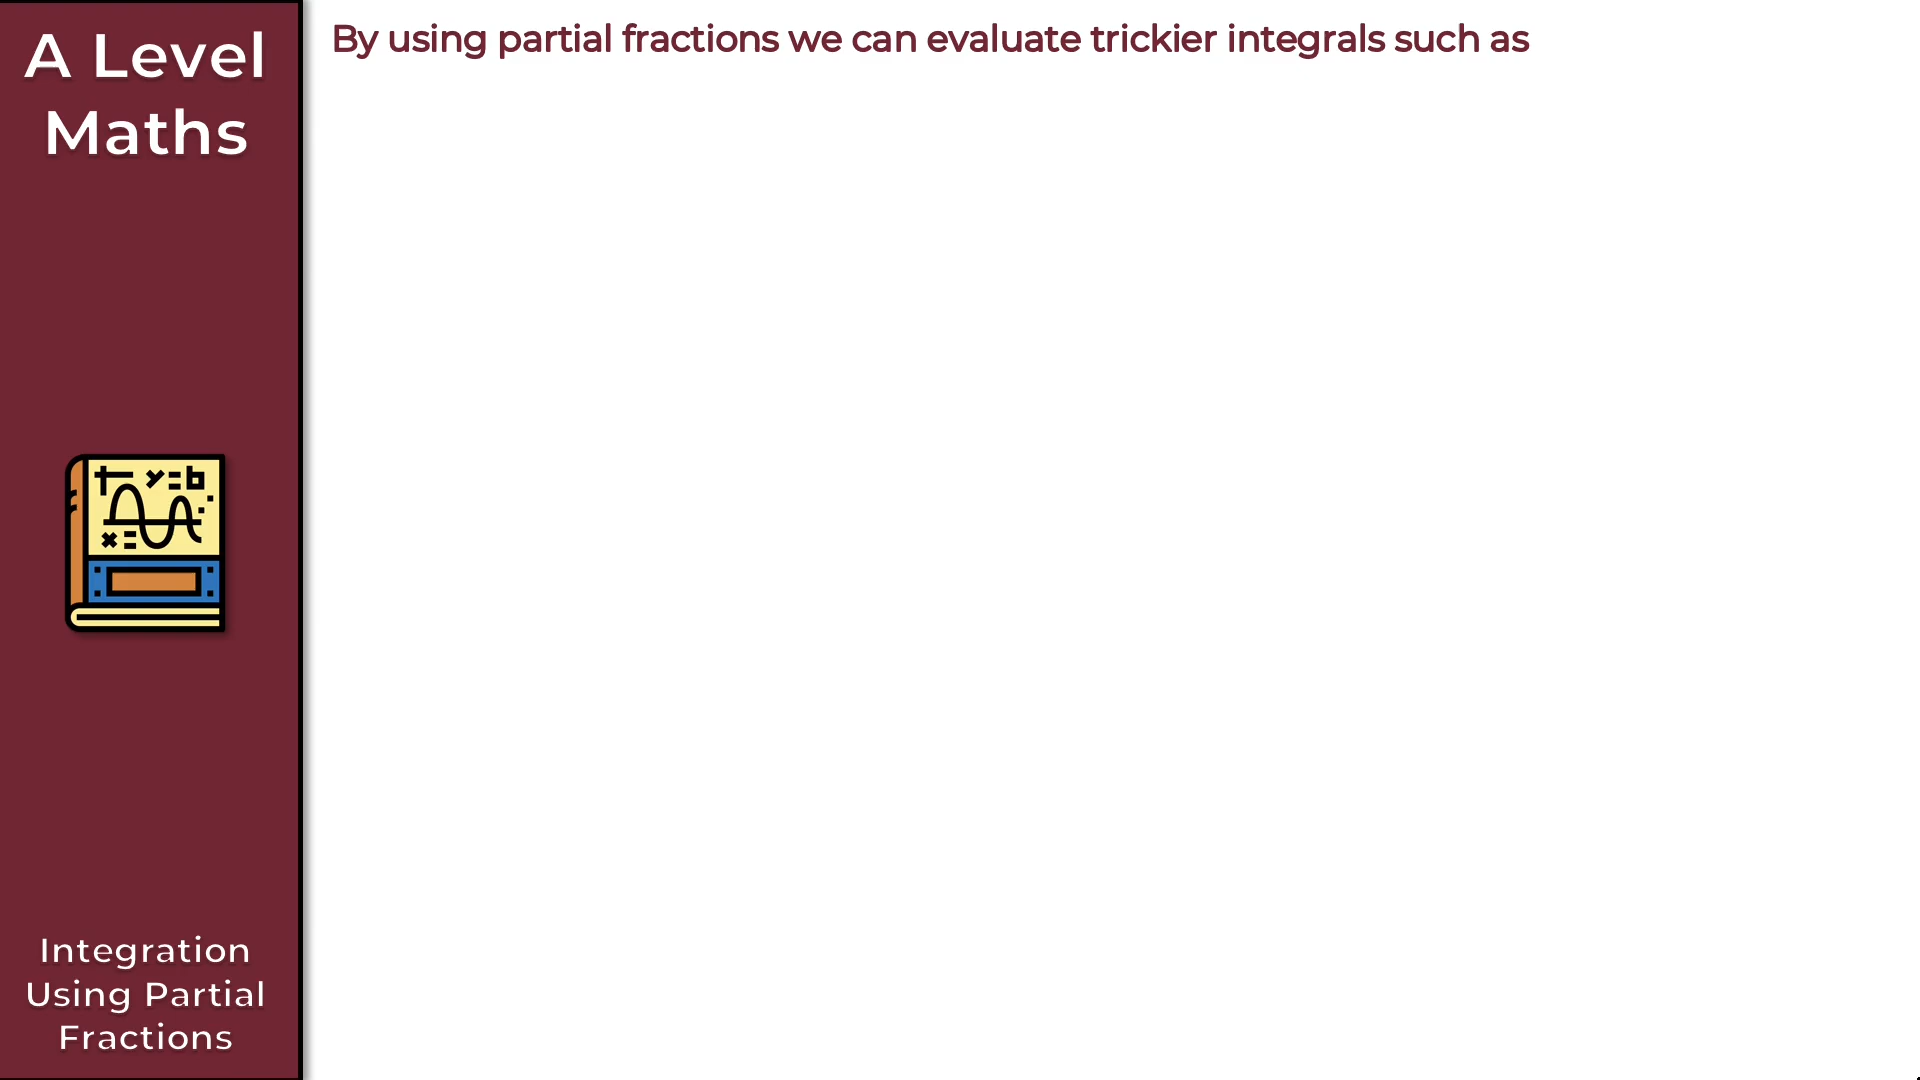 A Level
Maths
By using partial fractions we can evaluate trickier integrals such as
Integration
Using Partial
Fractions